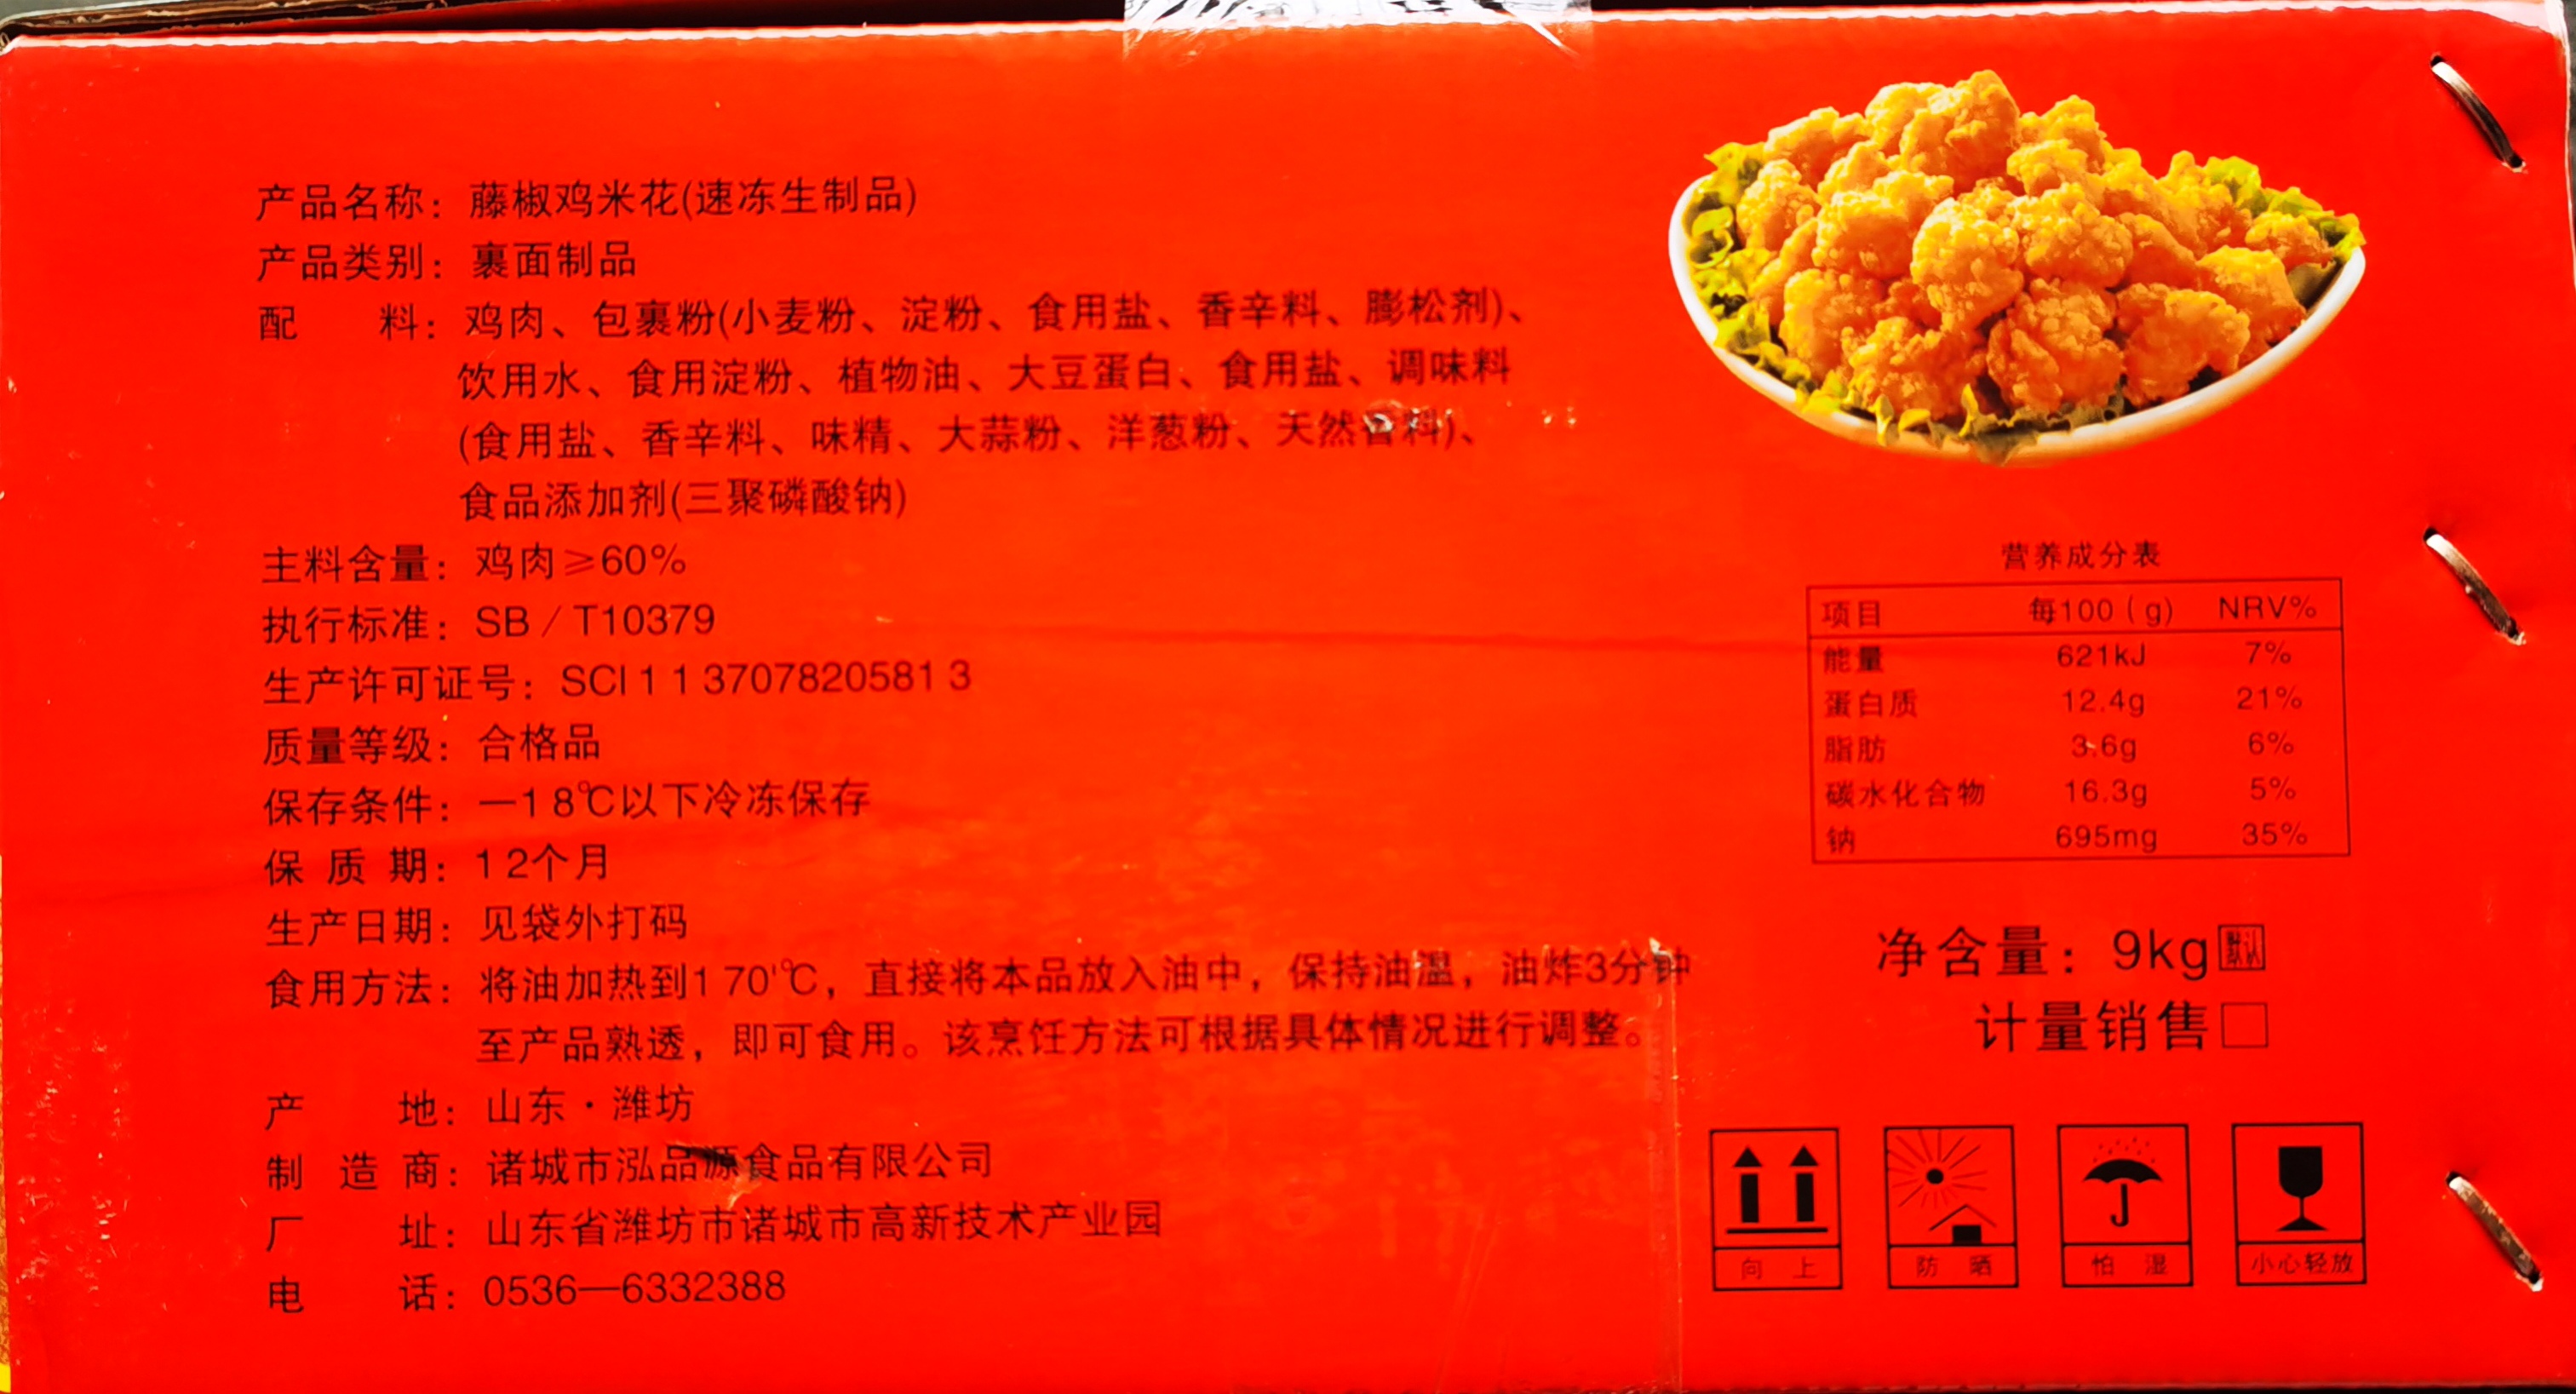 产品名称：藤椒鸡米花(速冻生制品)
产品类别：裹面制品
配料：鸡肉、包裹粉(小麦粉、淀粉、食用盐、香辛料、膨松剂)、
饮用水、食用淀粉、植物油、大豆蛋白、食用盐、调味料
(食用盐、香辛料、味精、大蒜粉、洋葱粉、天然香料)、
食品添加剂(三聚磷酸钠)
主料含量：鸡肉≥60%
执行标准：SB/T10379
生产许可证号：SCI1137078205813
质量等级：合格品
保存条件：—18℃以下冷冻保存
保质期：12个月
生产日期：见袋外打码
食用方法：将油加热到170'℃，直接将本品放入油中，保持油温，油炸3分钟
至产品熟透，即可食用。该烹饪方法可根据具体情况进行调整。
产地：山东·潍坊
制造商：诸城市泓品源食品有限公司
厂址：山东省潍坊市诸城市高新技术产业园
电话：0536—6332388
营养成分表
项目 每100(g) NRV%
能量 621kJ 7%
蛋白质 12.4g 21%
脂肪 3.6g 6%
碳水化合物 16.3g 5%
钠 695mg 35%
净含量：9kg 默认
计量销售□
向上 防晒 怕湿 小心轻放